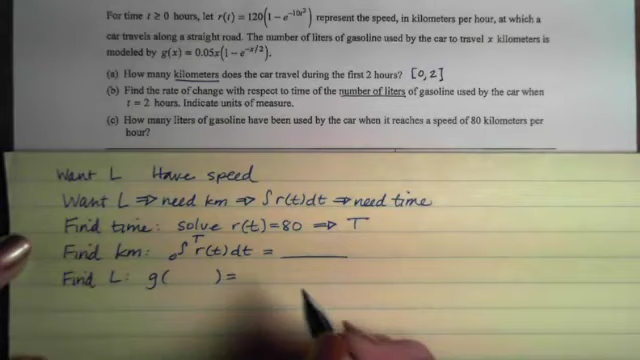 For time t ≥ 0 hours, let r(t) = 120(1 − e^{−10t²}) represent the speed, in kilometers per hour, at which a
car travels along a straight road. The number of liters of gasoline used by the car to travel x kilometers is
modeled by g(x) = 0.05x(1 − e^{−x/2}).
(a) How many kilometers does the car travel during the first 2 hours? [0,2]
(b) Find the rate of change with respect to time of the number of liters of gasoline used by the car when
t = 2 hours. Indicate units of measure.
(c) How many liters of gasoline have been used by the car when it reaches a speed of 80 kilometers per
hour?
Want L Have speed
Want L ⇒ need km ⇒ ∫ r(t)dt ⇒ need time
Find time: solve r(t)=80 ⇒ T
Find km: ₀∫ᵀ r(t)dt = ______
Find L: g( ) =